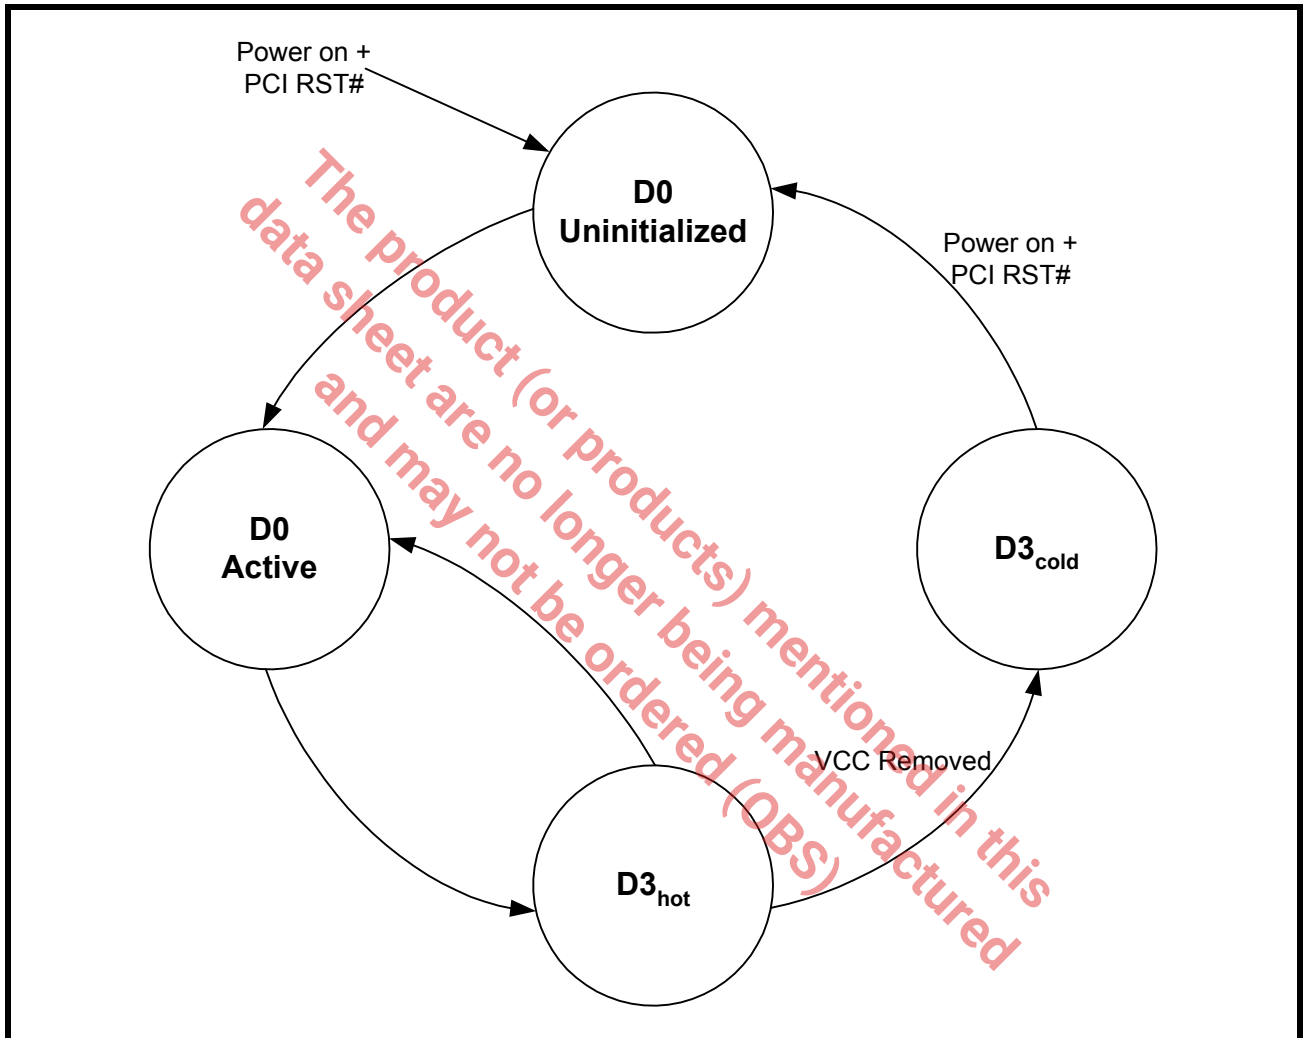 Power on +
PCI RST#
D0
Uninitialized
Power on +
PCI RST#
D0
Active
D3cold
VCC Removed
D3hot
The product (or products) mentioned in this
data sheet are no longer being manufactured
and may not be ordered (OBS)